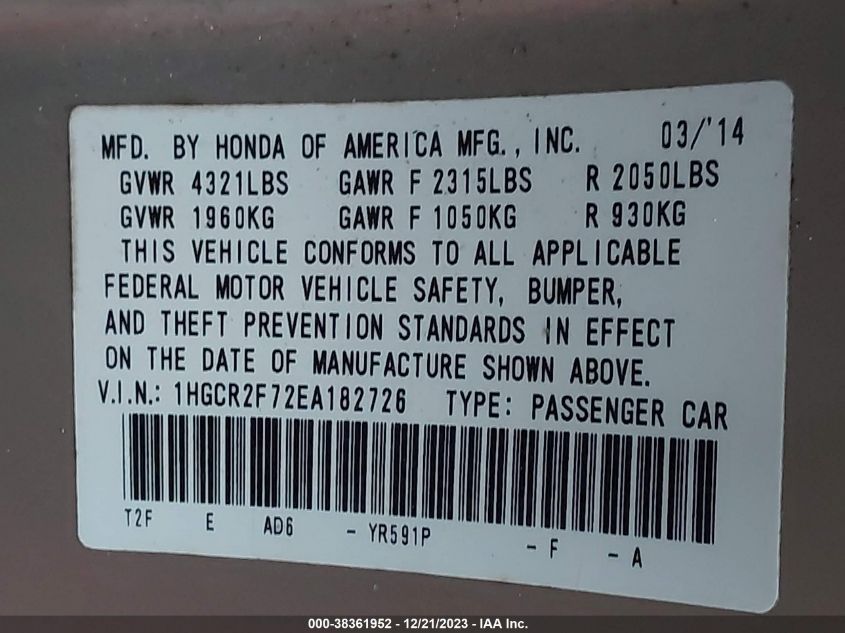 MFD. BY HONDA OF AMERICA MFG., INC. 03/'14
GVWR 4321LBS GAWR F 2315LBS R 2050LBS
GVWR 1960KG GAWR F 1050KG R 930KG
THIS VEHICLE CONFORMS TO ALL APPLICABLE
FEDERAL MOTOR VEHICLE SAFETY, BUMPER,
AND THEFT PREVENTION STANDARDS IN EFFECT
ON THE DATE OF MANUFACTURE SHOWN ABOVE.
V.I.N.: 1HGCR2F72EA182726 TYPE: PASSENGER CAR
T2F E AD6 - YR591P - F - A
000-38361952 - 12/21/2023 - IAA Inc.